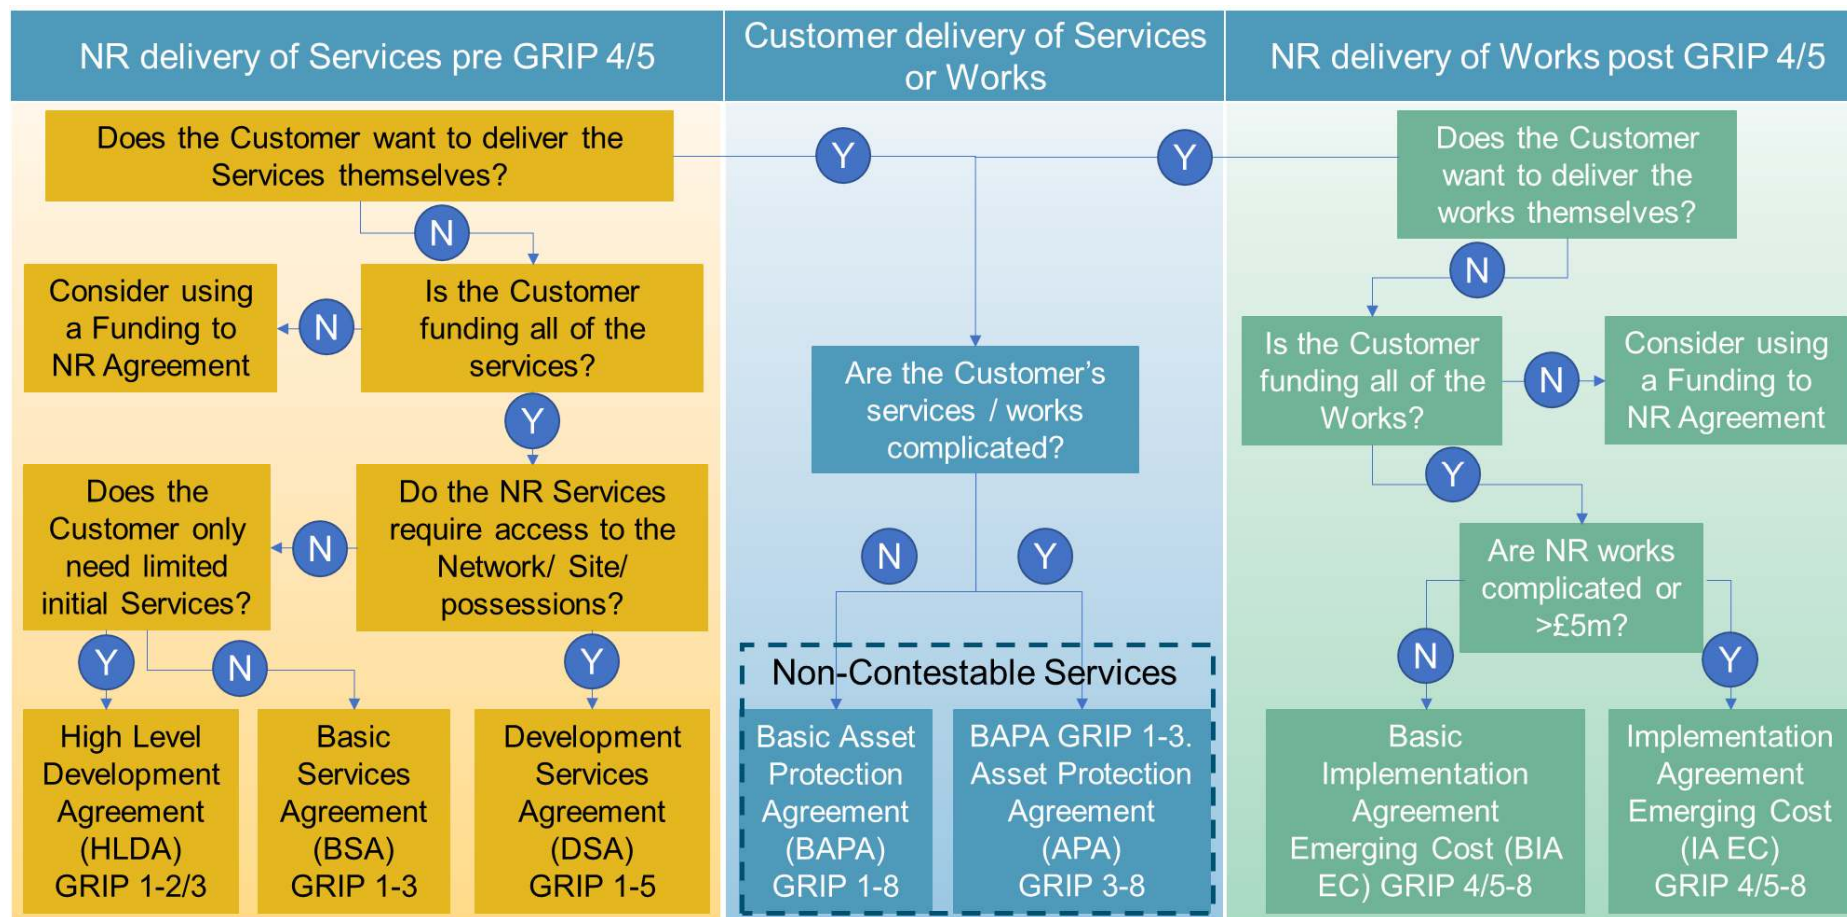 NR delivery of Services pre GRIP 4/5
Customer delivery of Services
or Works
NR delivery of Works post GRIP 4/5
Does the Customer want to deliver the
Services themselves?
Y
N
Consider using
a Funding to
NR Agreement
N
Is the Customer
funding all of the
services?
Y
Does the
Customer only
need limited
initial Services?
N
Do the NR Services
require access to the
Network/ Site/
possessions?
Y
N
Y
High Level
Development
Agreement
(HLDA)
GRIP 1-2/3
Basic
Services
Agreement
(BSA)
GRIP 1-3
Development
Services
Agreement
(DSA)
GRIP 1-5
Are the Customer's
services / works
complicated?
N
Y
Non-Contestable Services
Basic Asset
Protection
Agreement
(BAPA)
GRIP 1-8
BAPA GRIP 1-3.
Asset Protection
Agreement
(APA)
GRIP 3-8
Y
Does the Customer
want to deliver the
works themselves?
N
Is the Customer
funding all of the
Works?
N
Consider using
a Funding to
NR Agreement
Y
Are NR works
complicated or
>£5m?
N
Y
Basic
Implementation
Agreement
Emerging Cost (BIA
EC) GRIP 4/5-8
Implementation
Agreement
Emerging Cost
(IA EC)
GRIP 4/5-8